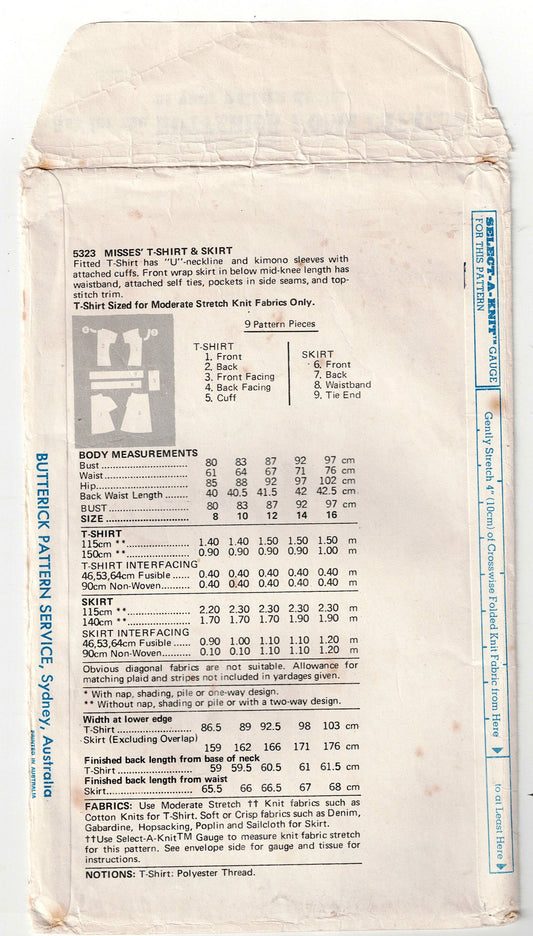 5323 MISSES' T-SHIRT & SKIRT
Fitted T-Shirt has "U"-neckline and kimono sleeves with
attached cuffs. Front wrap skirt in below mid-knee length has
waistband, attached self ties, pockets in side seams, and top-
stitch trim.
T-Shirt Sized for Moderate Stretch Knit Fabrics Only.
9 Pattern Pieces
T-SHIRT
1. Front
2. Back
3. Front Facing
4. Back Facing
5. Cuff
SKIRT
6. Front
7. Back
8. Waistband
9. Tie End
BODY MEASUREMENTS
Bust 80 83 87 92 97 cm
Waist 61 64 67 71 76 cm
Hip 85 88 92 97 102 cm
Back Waist Length 40 40.5 41.5 42 42.5 cm
BUST 80 83 87 92 97 cm
SIZE 8 10 12 14 16
T-SHIRT
115cm ** 1.40 1.40 1.50 1.50 1.50 m
150cm ** 0.90 0.90 0.90 0.90 1.00 m
T-SHIRT INTERFACING
46,53,64cm Fusible 0.40 0.40 0.40 0.40 0.40 m
90cm Non-Woven 0.40 0.40 0.40 0.40 0.40 m
SKIRT
115cm ** 2.20 2.30 2.30 2.30 2.30 m
140cm ** 1.70 1.70 1.70 1.90 1.90 m
SKIRT INTERFACING
46,53,64cm Fusible 0.90 1.00 1.10 1.10 1.20 m
90cm Non-Woven 0.10 0.10 1.10 1.10 1.20 m
Obvious diagonal fabrics are not suitable. Allowance for
matching plaid and stripes not included in yardages given.
* With nap, shading, pile or one-way design.
** Without nap, shading or pile or with a two-way design.
Width at lower edge
T-Shirt 86.5 89 92.5 98 103 cm
Skirt (Excluding Overlap)
159 162 166 171 176 cm
Finished back length from base of neck
T-Shirt 59 59.5 60.5 61 61.5 cm
Finished back length from waist
Skirt 65.5 66 66.5 67 68 cm
FABRICS: Use Moderate Stretch †† Knit fabrics such as
Cotton Knits for T-Shirt. Soft or Crisp fabrics such as Denim,
Gabardine, Hopsacking, Poplin and Sailcloth for Skirt.
††Use Select-A-Knit™ Gauge to measure knit fabric stretch
for this pattern. See envelope side for gauge and tissue for
instructions.
NOTIONS: T-Shirt: Polyester Thread.
BUTTERICK PATTERN SERVICE, Sydney, Australia
PRINTED IN AUSTRALIA
SELECT-A-KNIT™ GAUGE
FOR THIS PATTERN
Gently Stretch 4" (10cm) of Crosswise Folded Knit Fabric from Here
to at Least Here